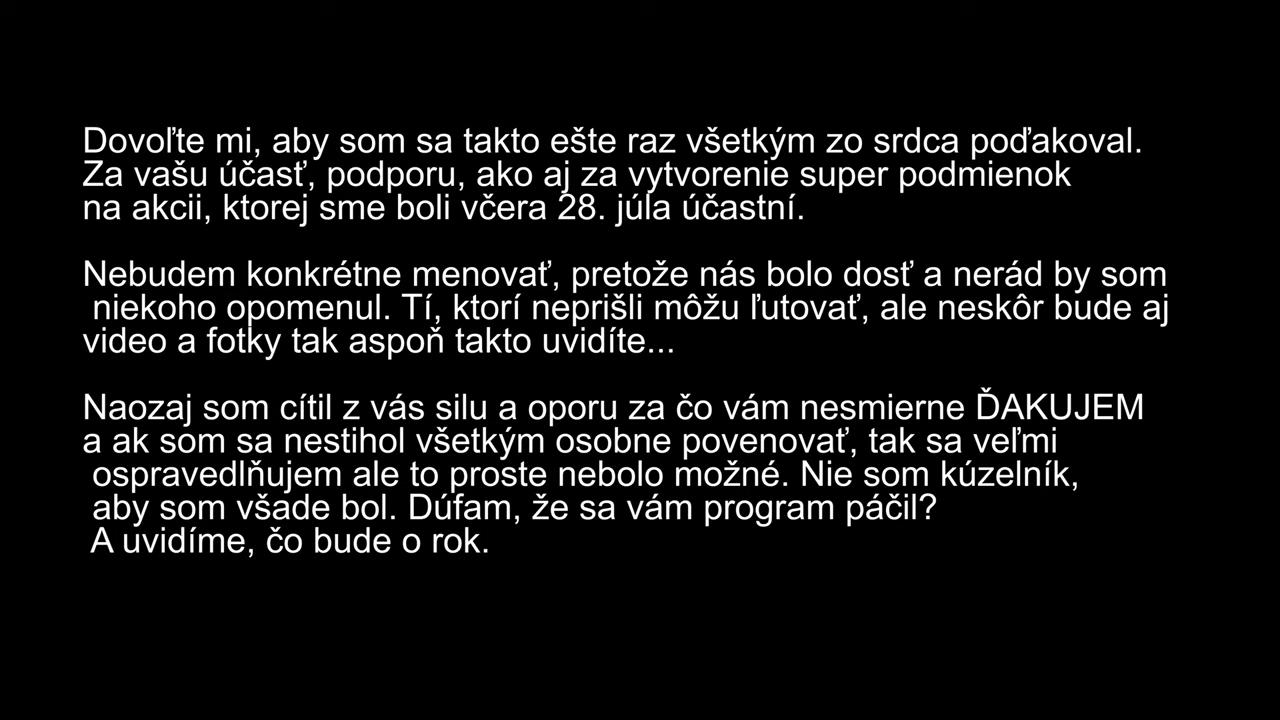 Dovoľte mi, aby som sa takto ešte raz všetkým zo srdca poďakoval.
Za vašu účasť, podporu, ako aj za vytvorenie super podmienok
na akcii, ktorej sme boli včera 28. júla účastní.
Nebudem konkrétne menovať, pretože nás bolo dosť a nerád by som
niekoho opomenul. Tí, ktorí neprišli môžu ľutovať, ale neskôr bude aj
video a fotky tak aspoň takto uvidíte...
Naozaj som cítil z vás silu a oporu za čo vám nesmierne ĎAKUJEM
a ak som sa nestihol všetkým osobne povenovať, tak sa veľmi
ospravedlňujem ale to proste nebolo možné. Nie som kúzelník,
aby som všade bol. Dúfam, že sa vám program páčil?
A uvidíme, čo bude o rok.